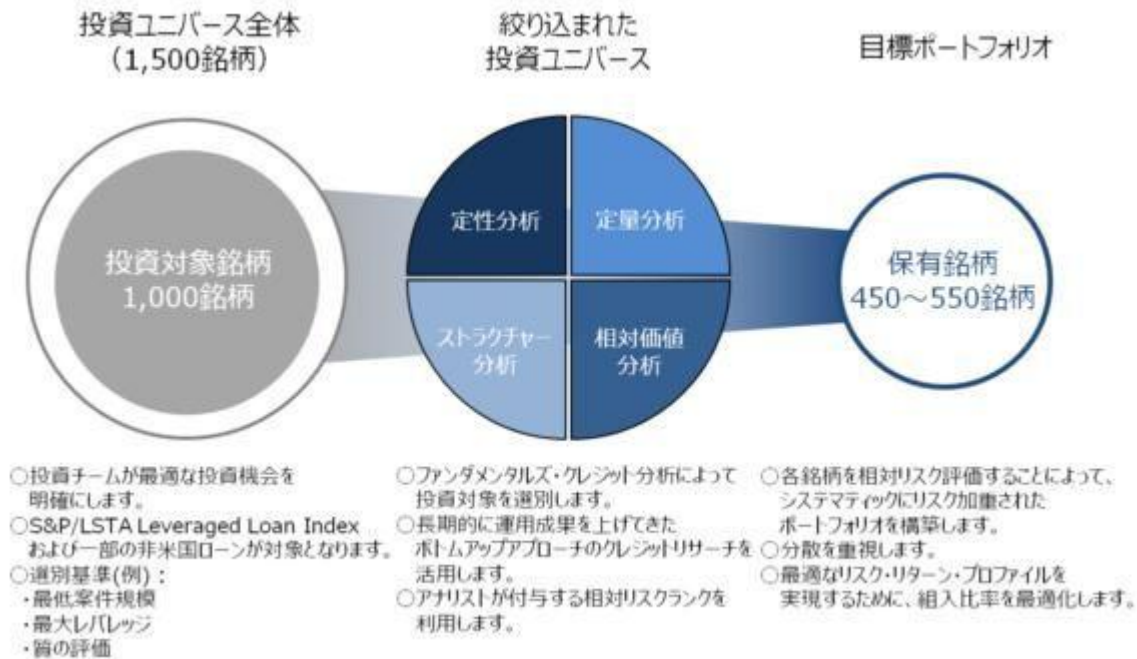 投資ユニバース全体
(1,500銘柄)
絞り込まれた
投資ユニバース
目標ポートフォリオ
投資対象銘柄
1,000銘柄
定性分析
定量分析
ストラクチャー
分析
相対価値
分析
保有銘柄
450～550銘柄
○投資チームが最適な投資機会を
明確にします。
○S&P/LSTA Leveraged Loan Index
および一部の非米国ローンが対象となります。
○選別基準(例)：
・最低案件規模
・最大レバレッジ
・質の評価
○ファンダメンタルズ・クレジット分析によって
投資対象を選別します。
○長期的に運用成果を上げてきた
ボトムアップアプローチのクレジットリサーチを
活用します。
○アナリストが付与する相対リスクランクを
利用します。
○各銘柄を相対リスク評価することによって、
システマティックにリスク加重された
ポートフォリオを構築します。
○分散を重視します。
○最適なリスク・リターン・プロファイルを
実現するために、組入比率を最適化します。